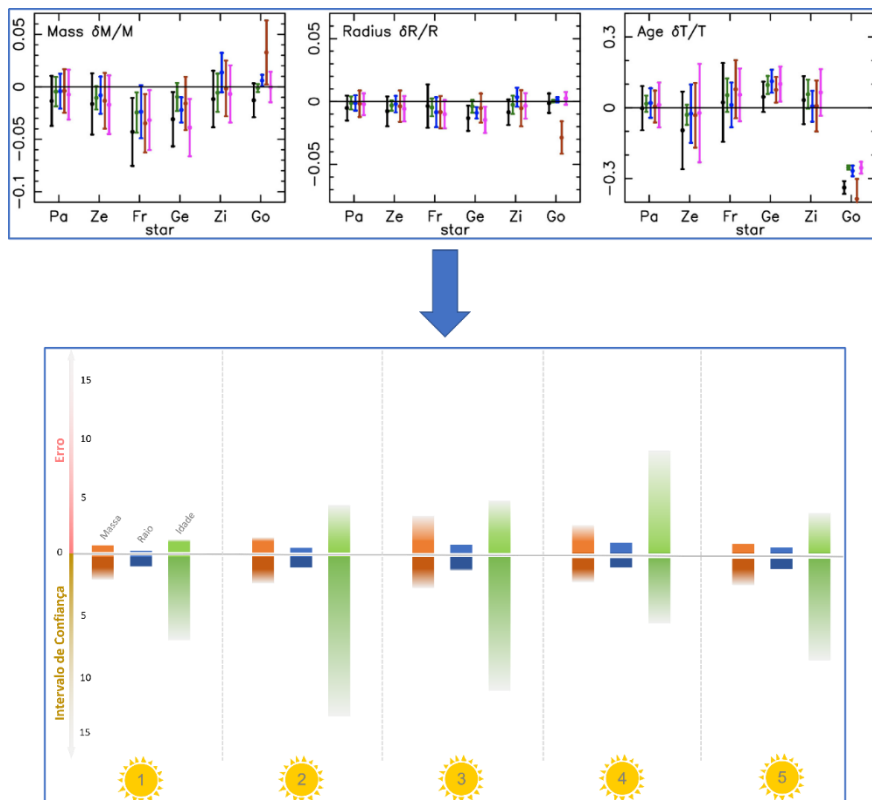 Mass δM/M
0.05
0
−0.05
−0.1
Pa Ze Fr Ge Zi Go
star
Radius δR/R
0.05
0
−0.05
Pa Ze Fr Ge Zi Go
star
Age δT/T
0.3
0
−0.3
Pa Ze Fr Ge Zi Go
star
Erro
Intervalo de Confiança
15
10
5
0
5
10
15
Massa
Raio
Idade
1
2
3
4
5